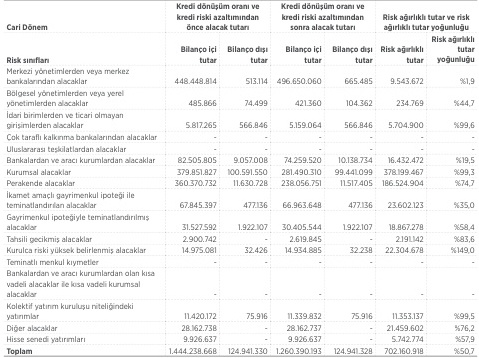 Cari Dönem
Kredi dönüşüm oranı ve kredi riski azaltımından önce alacak tutarı
Kredi dönüşüm oranı ve kredi riski azaltımından sonra alacak tutarı
Risk ağırlıklı tutar ve risk ağırlıklı tutar yoğunluğu
Risk sınıfları Bilanço içi tutar Bilanço dışı tutar Bilanço içi tutar Bilanço dışı tutar Risk ağırlıklı tutar Risk ağırlıklı tutar yoğunluğu
Merkezi yönetimlerden veya merkez
bankalarından alacaklar 448.448.814 513.114 496.650.060 665.485 9.543.672 %1,9
Bölgesel yönetimlerden veya yerel
yönetimlerden alacaklar 485.866 74.499 421.360 104.362 234.769 %44,7
İdari birimlerden ve ticari olmayan
girişimlerden alacaklar 5.817.265 566.846 5.159.064 566.846 5.704.900 %99,6
Çok taraflı kalkınma bankalarından alacaklar - - - - - -
Uluslararası teşkilatlardan alacaklar - - - - - -
Bankalardan ve aracı kurumlardan alacaklar 82.505.805 9.057.008 74.259.520 10.138.734 16.432.472 %19,5
Kurumsal alacaklar 379.851.827 100.591.550 281.490.310 99.441.099 378.199.467 %99,3
Perakende alacaklar 360.370.732 11.630.728 238.056.751 11.517.405 186.524.904 %74,7
İkamet amaçlı gayrimenkul ipoteği ile
teminatlandırılan alacaklar 67.845.397 477.136 66.963.648 477.136 23.602.123 %35,0
Gayrimenkul ipoteğiyle teminatlandırılmış
alacaklar 31.527.592 1.922.107 30.405.544 1.922.107 18.867.278 %58,4
Tahsili gecikmiş alacaklar 2.900.742 - 2.619.845 - 2.191.142 %83,6
Kurulca riski yüksek belirlenmiş alacaklar 14.975.081 32.426 14.934.885 32.238 22.304.678 %149,0
Teminatlı menkul kıymetler - - - - - -
Bankalardan ve aracı kurumlardan olan kısa
vadeli alacaklar ile kısa vadeli kurumsal
alacaklar - - - - - -
Kolektif yatırım kuruluşu niteliğindeki
yatırımlar 11.420.172 75.916 11.339.832 75.916 11.353.137 %99,5
Diğer alacaklar 28.162.738 - 28.162.737 - 21.459.602 %76,2
Hisse senedi yatırımları 9.926.637 - 9.926.637 - 5.742.774 %57,9
Toplam 1.444.238.668 124.941.330 1.260.390.193 124.941.328 702.160.918 %50,7